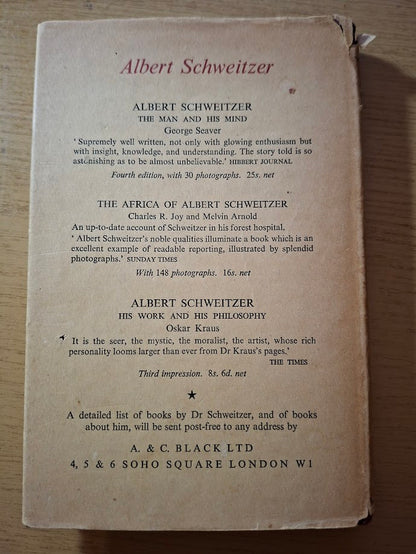 Albert Schweitzer
ALBERT SCHWEITZER
THE MAN AND HIS MIND
George Seaver
' Supremely well written, not only with glowing enthusiasm but
with insight, knowledge, and understanding. The story told is so
astonishing as to be almost unbelievable.' HIBBERT JOURNAL
Fourth edition, with 30 photographs. 25s. net
THE AFRICA OF ALBERT SCHWEITZER
Charles R. Joy and Melvin Arnold
An up-to-date account of Schweitzer in his forest hospital.
' Albert Schweitzer's noble qualities illuminate a book which is an
excellent example of readable reporting, illustrated by splendid
photographs.' SUNDAY TIMES
With 148 photographs. 16s. net
ALBERT SCHWEITZER
HIS WORK AND HIS PHILOSOPHY
Oskar Kraus
' It is the seer, the mystic, the moralist, the artist, whose rich
personality looms larger than ever from Dr Kraus's pages.'
THE TIMES
Third impression. 8s. 6d. net
★
A detailed list of books by Dr Schweitzer, and of books
about him, will be sent post-free to any address by
A. & C. BLACK LTD
4, 5 & 6 SOHO SQUARE LONDON W1